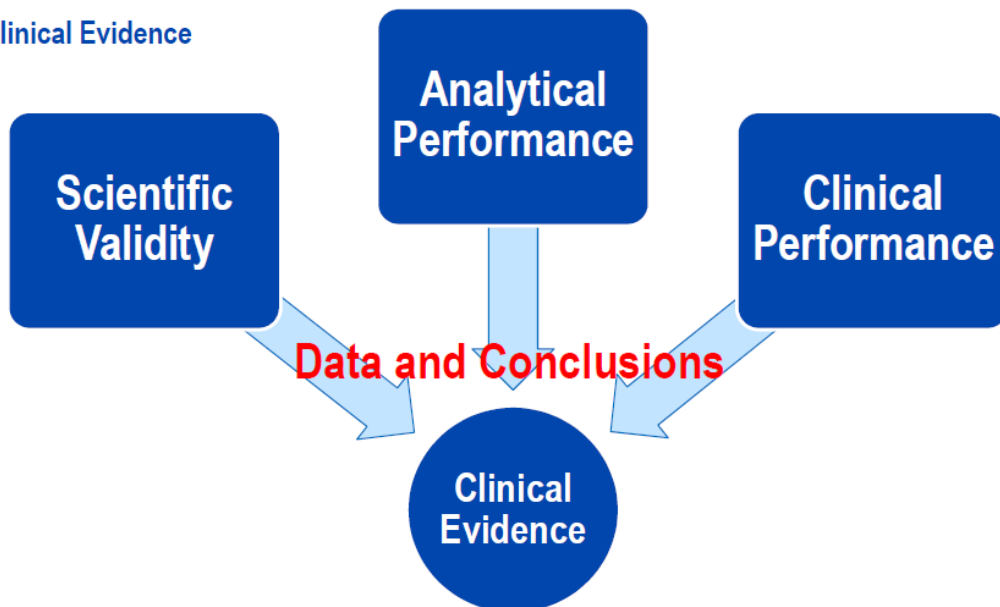 linical Evidence
Analytical
Performance
Scientific
Validity
Clinical
Performance
Data and Conclusions
Clinical
Evidence